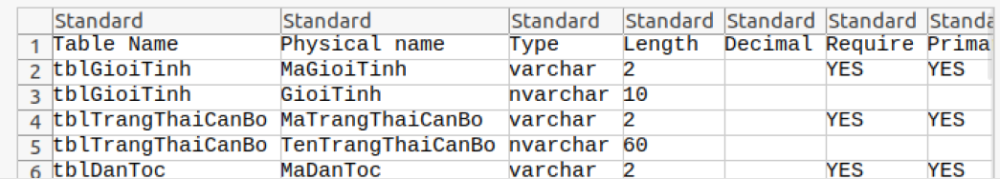 Standard Standard Standard Standard Standard Standard Standa
1 Table Name Physical name Type Length Decimal Require Prima
2 tblGioiTinh MaGioiTinh varchar 2 YES YES
3 tblGioiTinh GioiTinh nvarchar 10
4 tblTrangThaiCanBo MaTrangThaiCanBo varchar 2 YES YES
5 tblTrangThaiCanBo TenTrangThaiCanBo nvarchar 60
6 tblDanToc MaDanToc varchar 2 YES YES